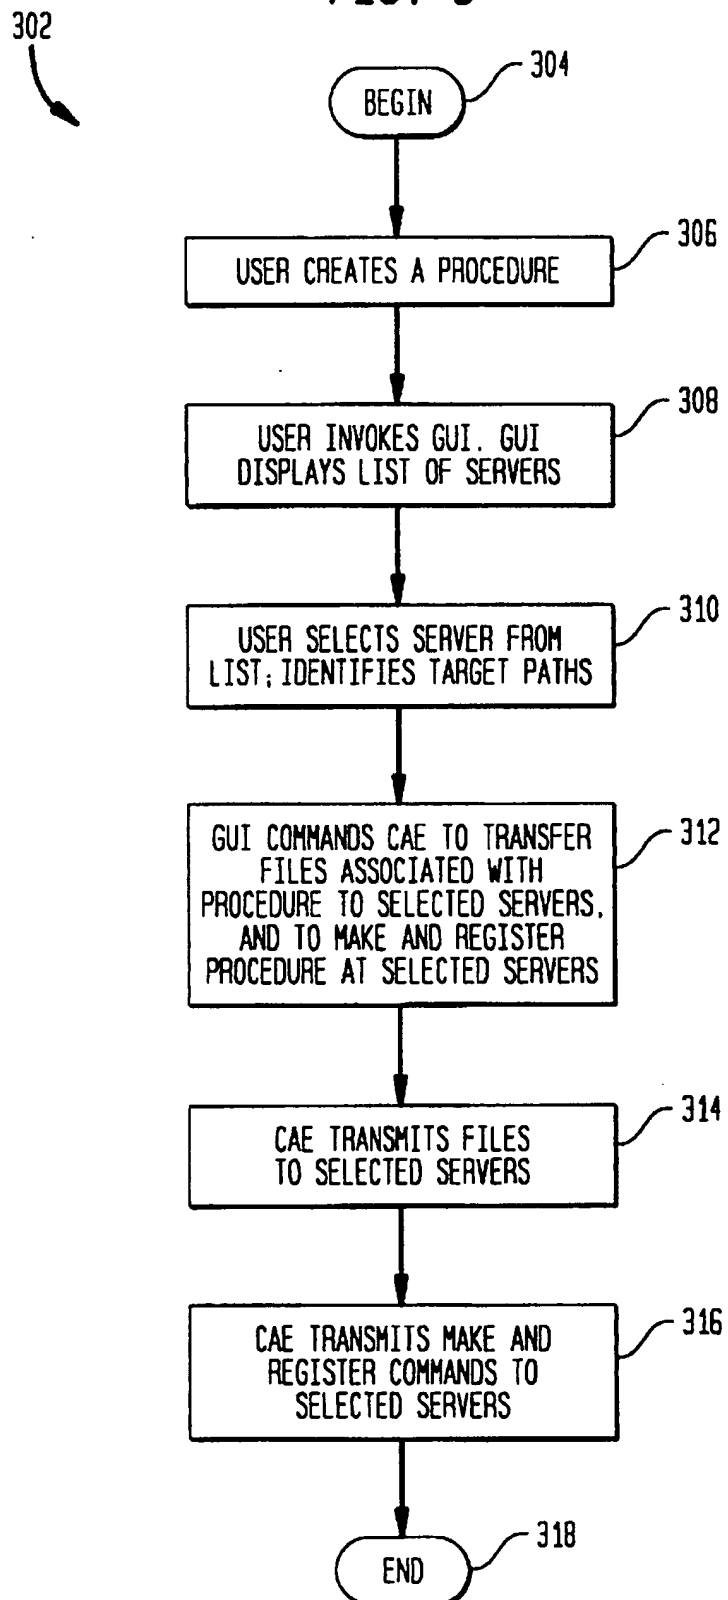 302
304
BEGIN
306
USER CREATES A PROCEDURE
308
USER INVOKES GUI. GUI
DISPLAYS LIST OF SERVERS
310
USER SELECTS SERVER FROM
LIST; IDENTIFIES TARGET PATHS
312
GUI COMMANDS CAE TO TRANSFER
FILES ASSOCIATED WITH
PROCEDURE TO SELECTED SERVERS,
AND TO MAKE AND REGISTER
PROCEDURE AT SELECTED SERVERS
314
CAE TRANSMITS FILES
TO SELECTED SERVERS
316
CAE TRANSMITS MAKE AND
REGISTER COMMANDS TO
SELECTED SERVERS
318
END